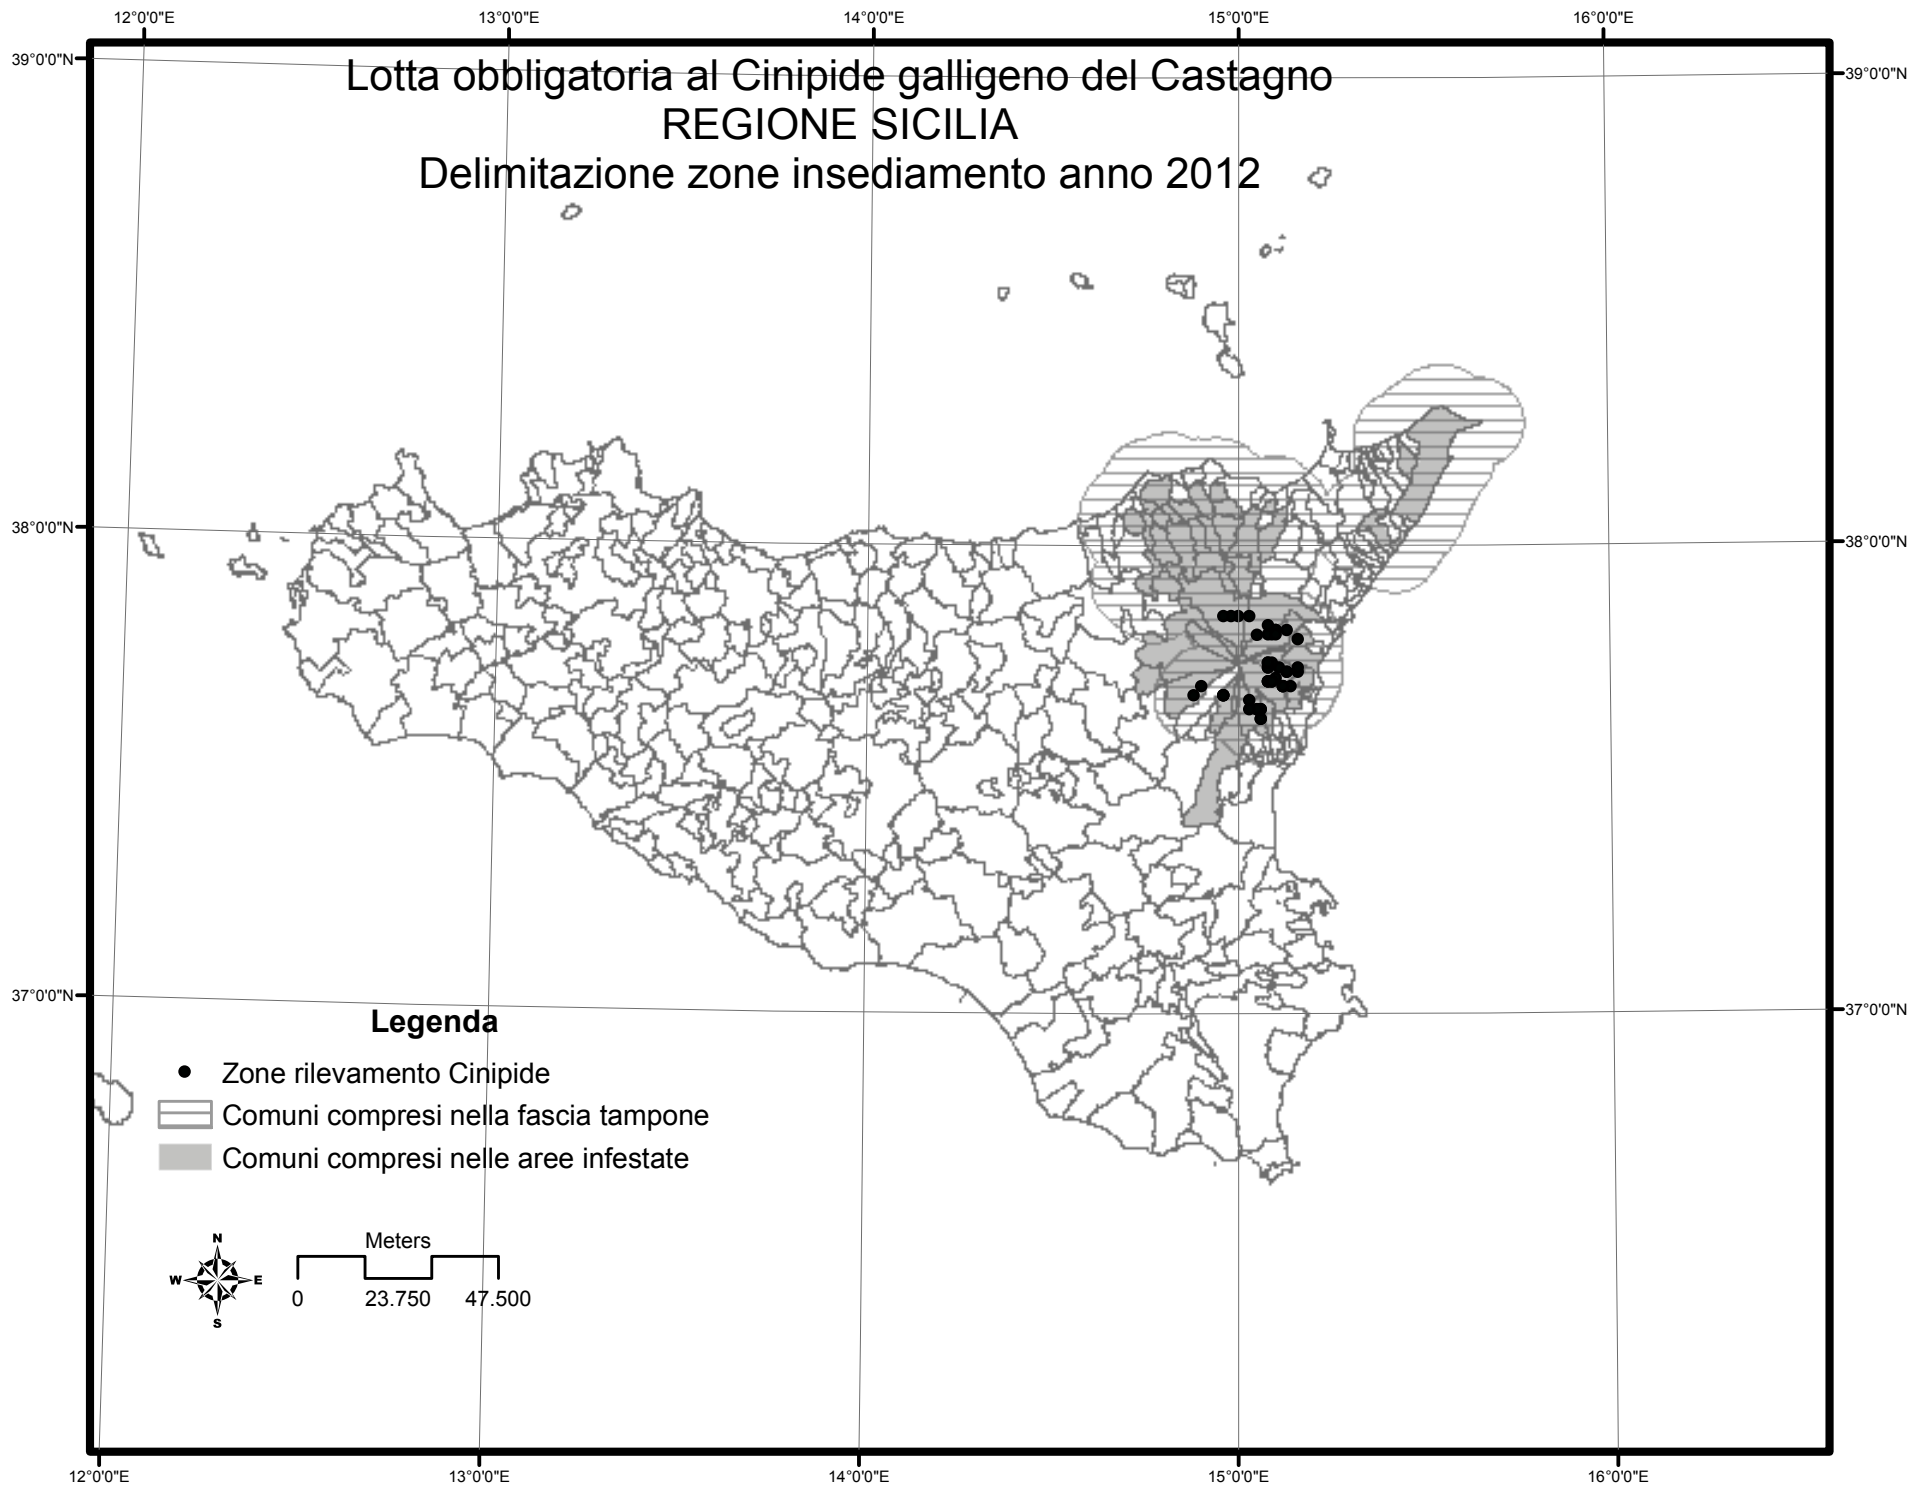 12°0'0"E 13°0'0"E 14°0'0"E 15°0'0"E 16°0'0"E
39°0'0"N 39°0'0"N
Lotta obbligatoria al Cinipide galligeno del Castagno
REGIONE SICILIA
Delimitazione zone insediamento anno 2012
38°0'0"N 38°0'0"N
37°0'0"N 37°0'0"N
Legenda
Zone rilevamento Cinipide
Comuni compresi nella fascia tampone
Comuni compresi nelle aree infestate
N
W E
S
Meters
0 23.750 47.500
12°0'0"E 13°0'0"E 14°0'0"E 15°0'0"E 16°0'0"E